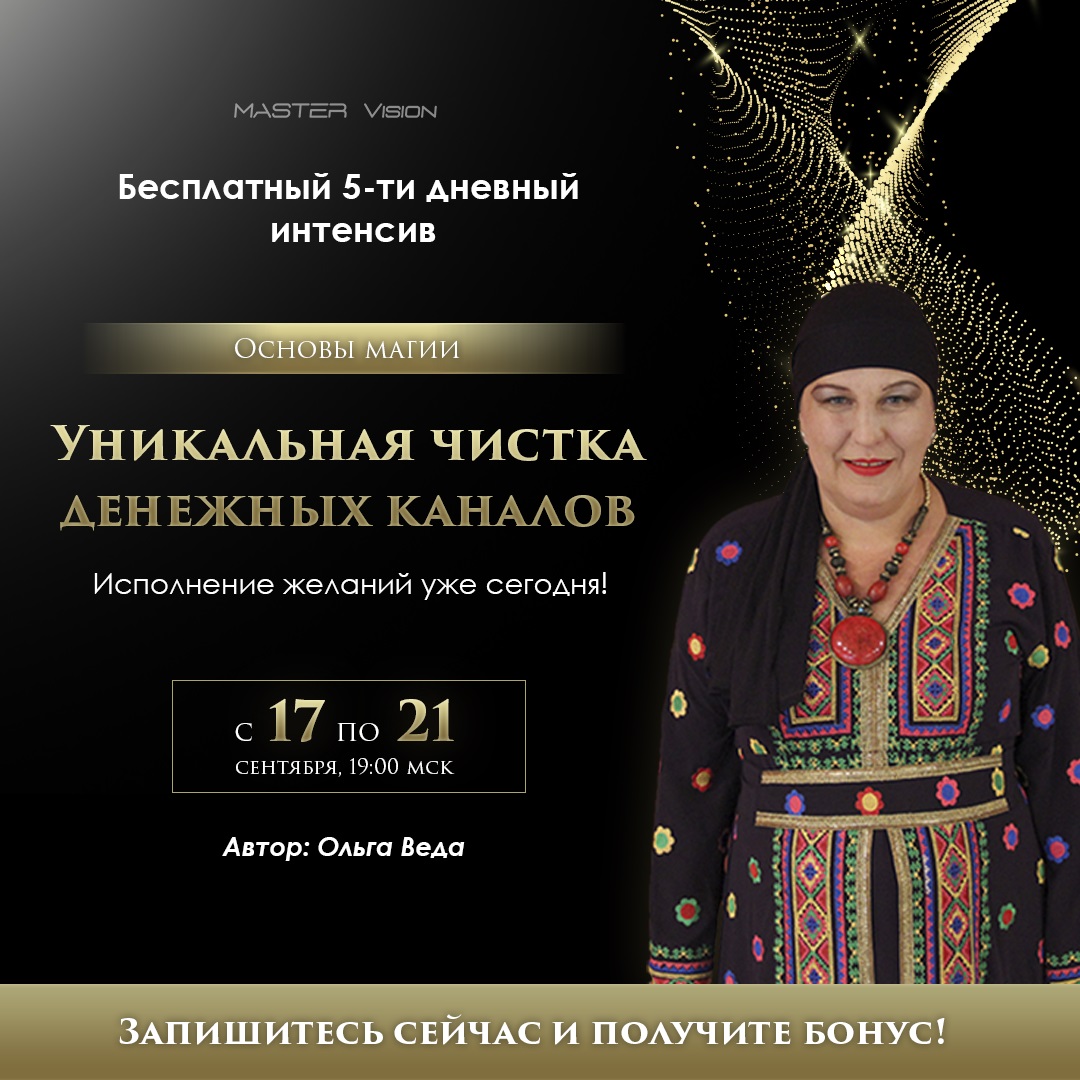 MASTER Vision
Бесплатный 5-ти дневный
интенсив
Основы магии
Уникальная чистка
денежных каналов
Исполнение желаний уже сегодня!
с 17 по 21
сентября, 19:00 мск
Автор: Ольга Веда
Запишитесь сейчас и получите бонус!